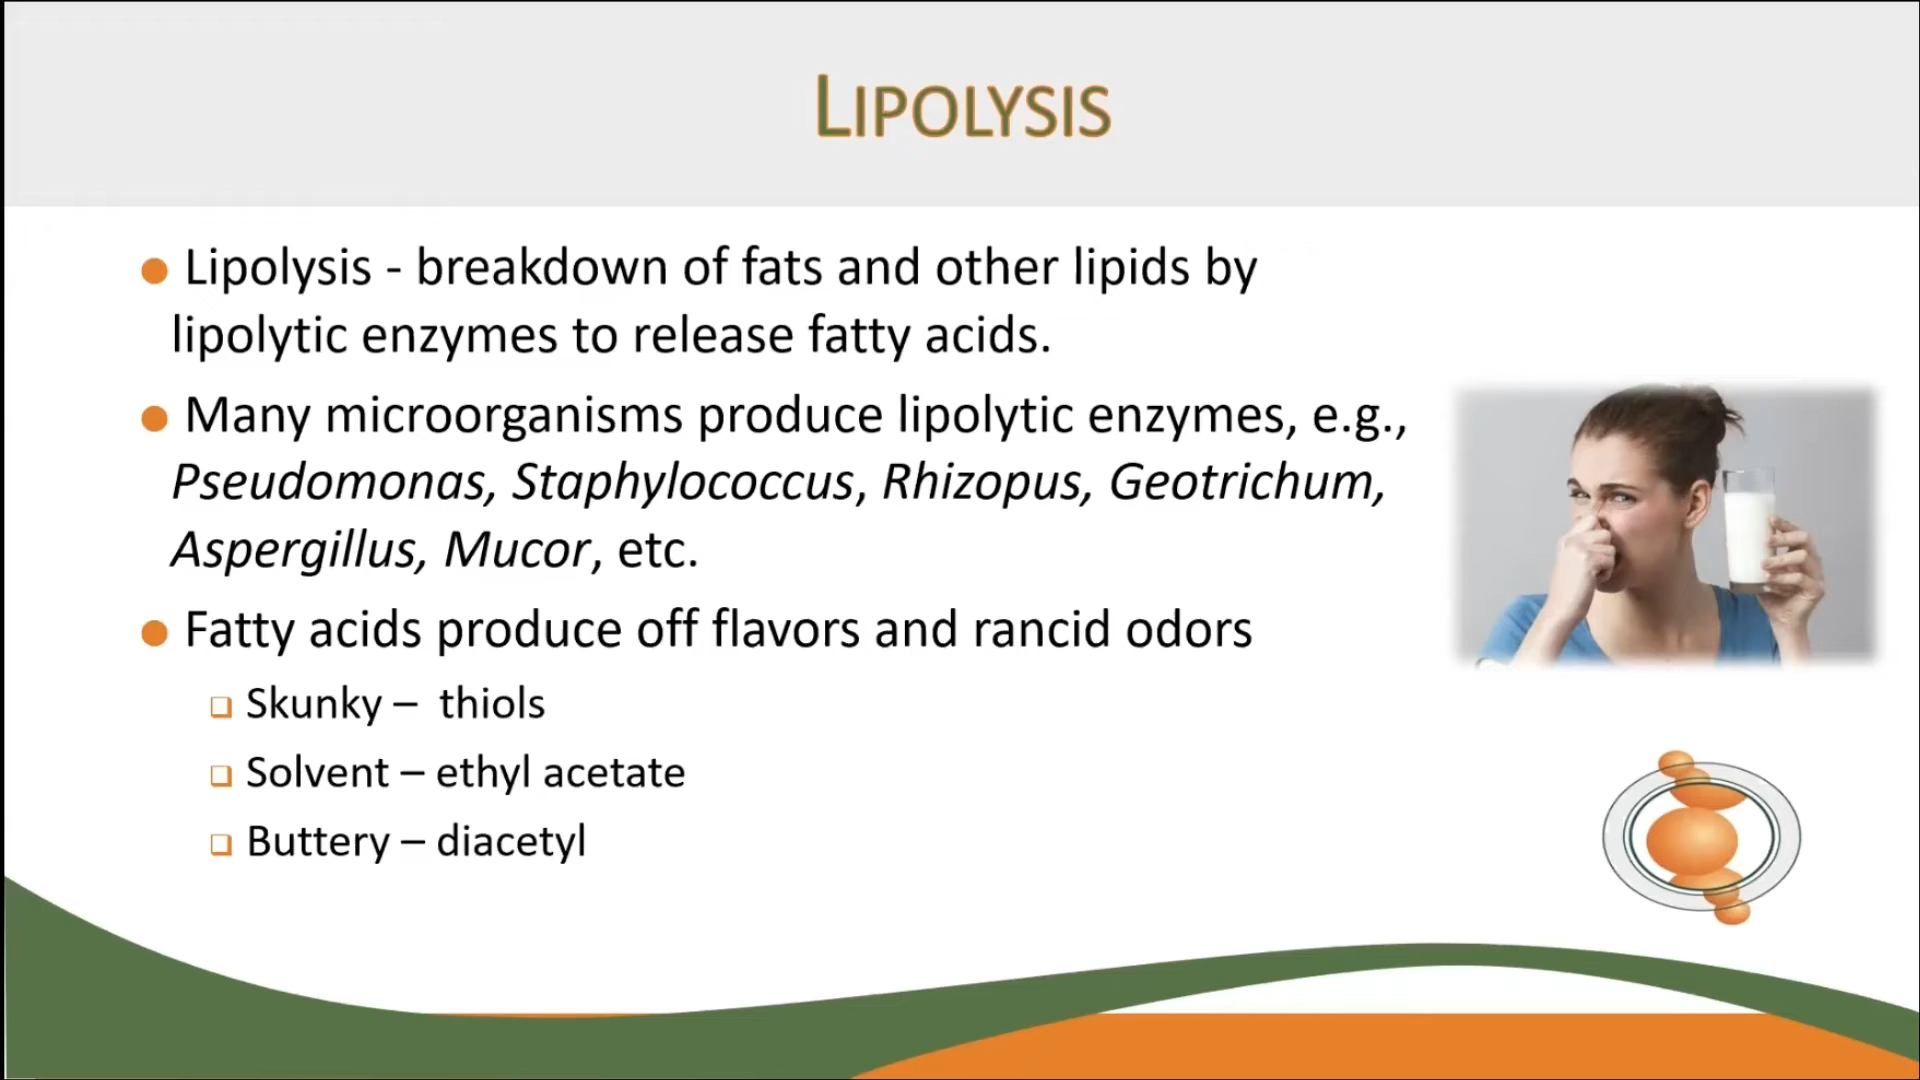 LIPOLYSIS
Lipolysis - breakdown of fats and other lipids by
lipolytic enzymes to release fatty acids.
Many microorganisms produce lipolytic enzymes, e.g.,
Pseudomonas, Staphylococcus, Rhizopus, Geotrichum,
Aspergillus, Mucor, etc.
Fatty acids produce off flavors and rancid odors
Skunky – thiols
Solvent – ethyl acetate
Buttery – diacetyl